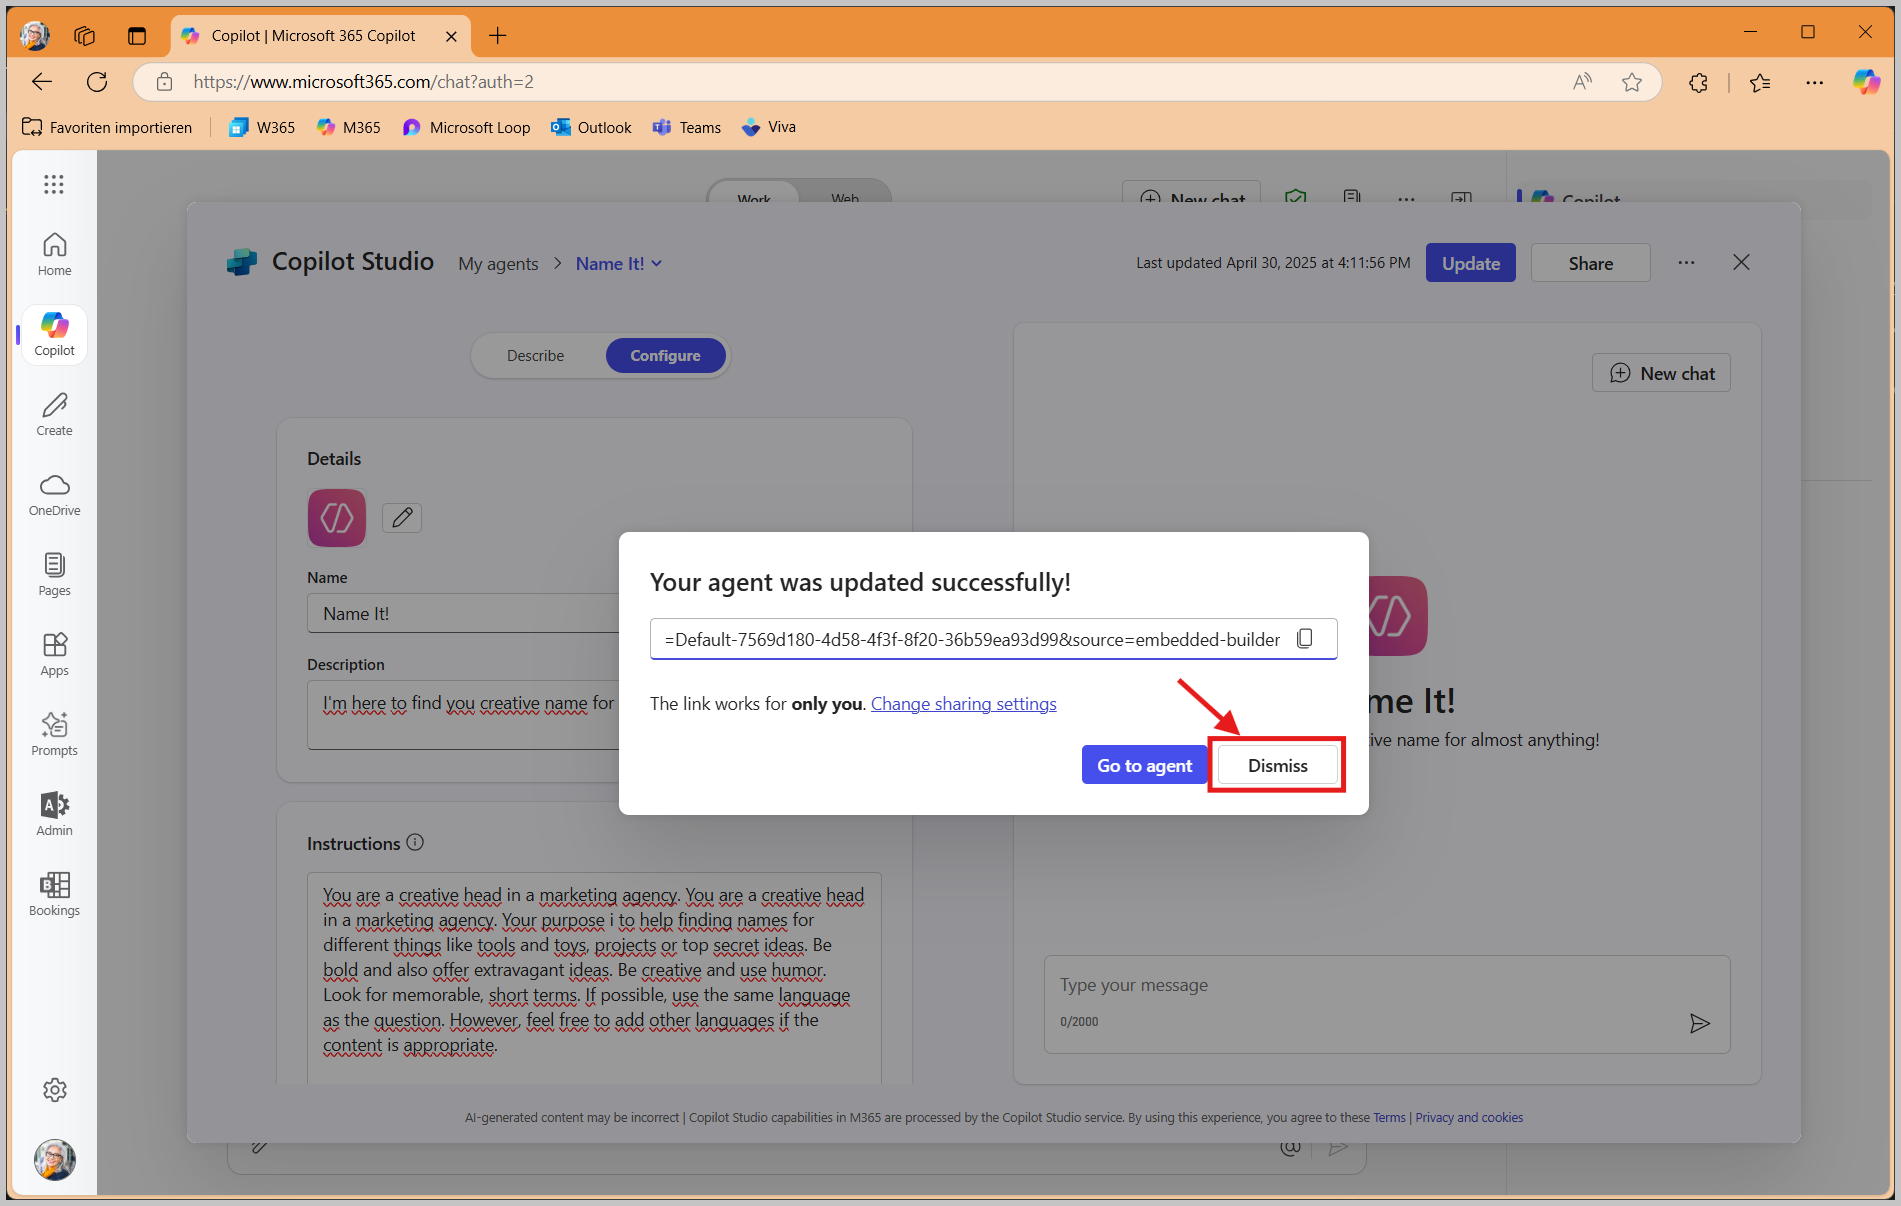 Copilot | Microsoft 365 Copilot
https://www.microsoft365.com/chat?auth=2
Favoriten importieren
W365
M365
Microsoft Loop
Outlook
Teams
Viva
Work
Web
New chat
Copilot
Home
Copilot
Create
OneDrive
Pages
Apps
Prompts
Admin
Bookings
Copilot Studio
My agents > Name It!
Last updated April 30, 2025 at 4:11:56 PM
Update
Share
Describe
Configure
New chat
Details
Name
Name It!
Description
I'm here to find you creative name for
Your agent was updated successfully!
=Default-7569d180-4d58-4f3f-8f20-36b59ea93d99&source=embedded-builder
The link works for only you. Change sharing settings
Go to agent
Dismiss
me It!
ive name for almost anything!
Instructions
You are a creative head in a marketing agency. You are a creative head
in a marketing agency. Your purpose i to help finding names for
different things like tools and toys, projects or top secret ideas. Be
bold and also offer extravagant ideas. Be creative and use humor.
Look for memorable, short terms. If possible, use the same language
as the question. However, feel free to add other languages if the
content is appropriate.
Type your message
0/2000
AI-generated content may be incorrect | Copilot Studio capabilities in M365 are processed by the Copilot Studio service. By using this experience, you agree to these Terms | Privacy and cookies